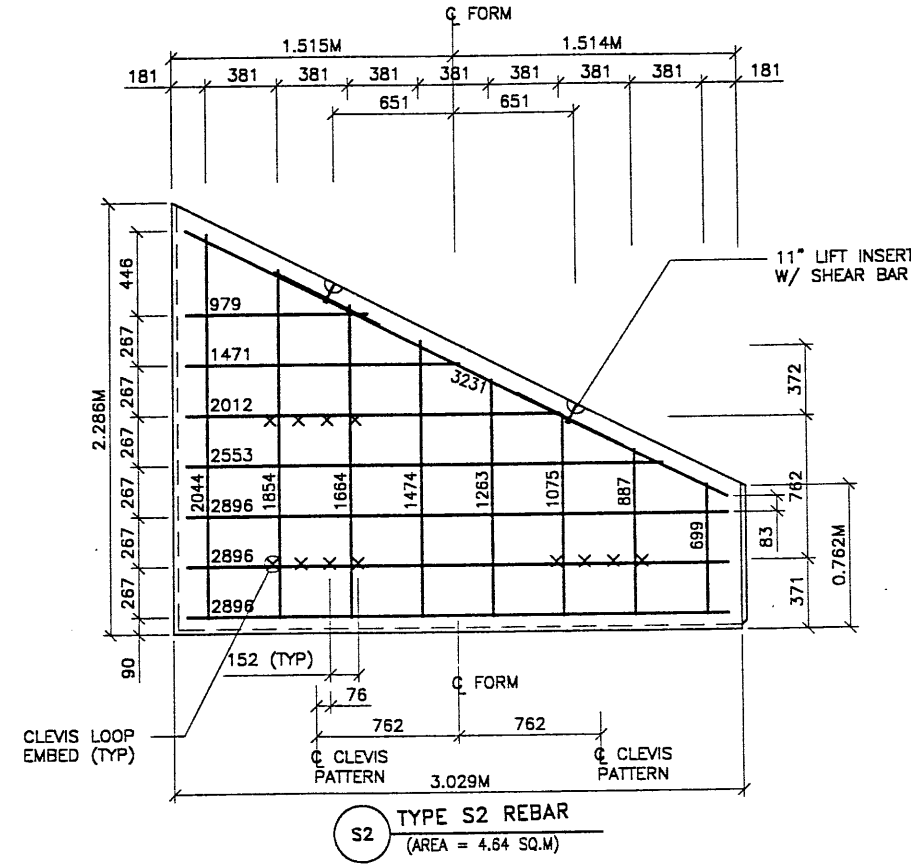 ℄ FORM
1.515M 1.514M
181 381 381 381 381 381 381 381 181
651 651
11" LIFT INSERT
W/ SHEAR BAR
446
979
267
1471
3231
372
2.286M
267
2012
267
2553
2044 1854 1664 1474 1263 1075 887 699
762
267
2896
83
0.762M
267
2896
371
267
2896
90
152 (TYP)
76
℄ FORM
762 762
CLEVIS LOOP
EMBED (TYP)
℄ CLEVIS
PATTERN
℄ CLEVIS
PATTERN
3.029M
S2
TYPE S2 REBAR
(AREA = 4.64 SQ.M)